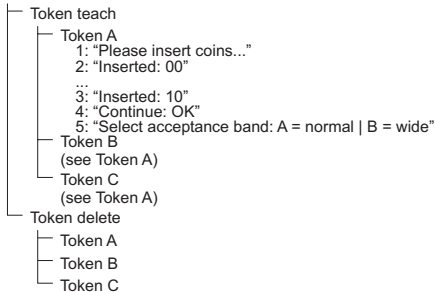 Token teach
Token A
1: “Please insert coins...”
2: “Inserted: 00”
...
3: “Inserted: 10”
4: “Continue: OK”
5: “Select acceptance band: A = normal | B = wide”
Token B
(see Token A)
Token C
(see Token A)
Token delete
Token A
Token B
Token C